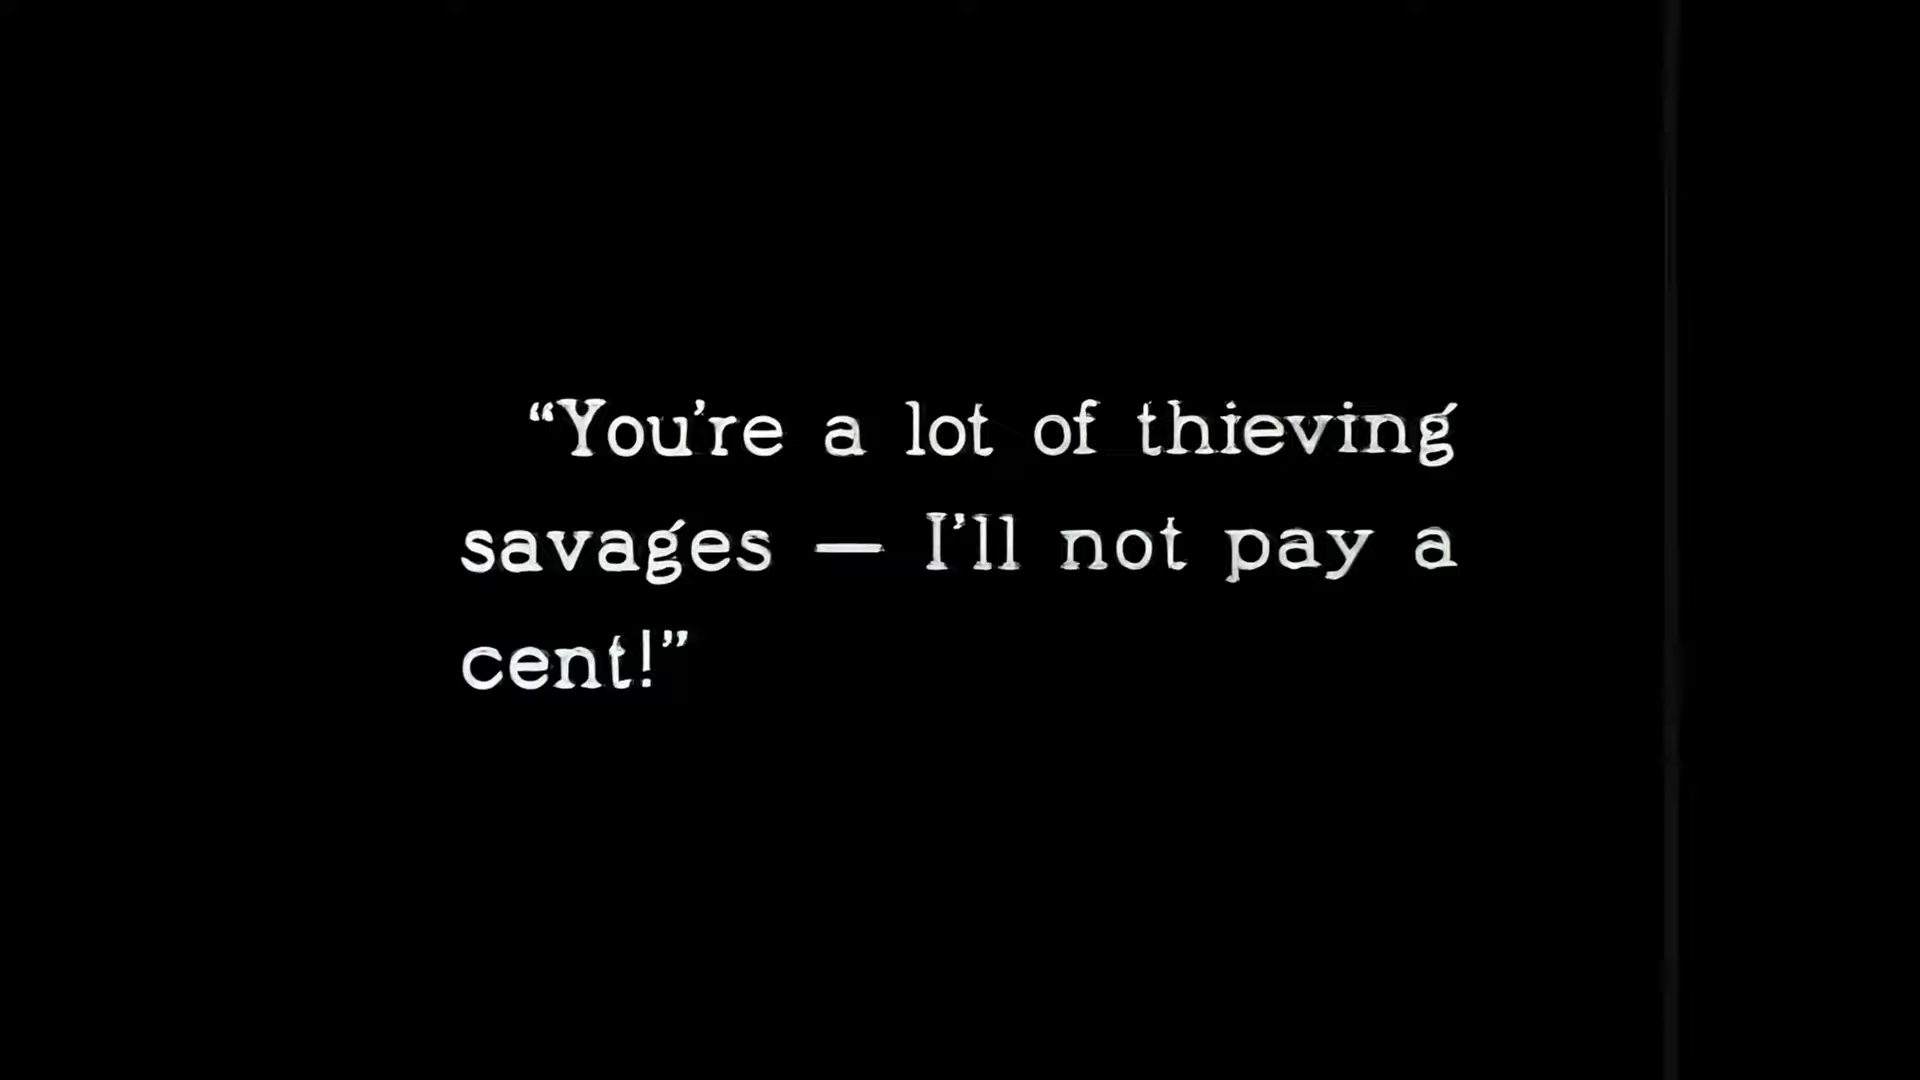 “You’re a lot of thieving
savages — I’ll not pay a
cent!”